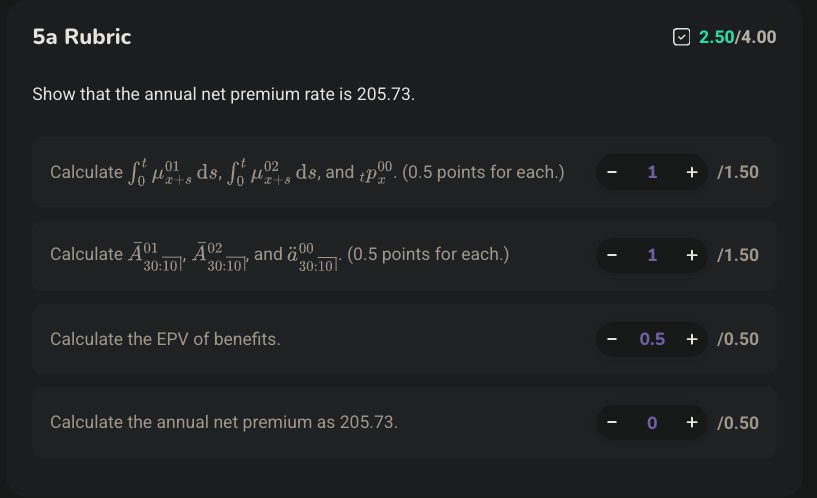 5a Rubric 2.50/4.00
Show that the annual net premium rate is 205.73.
Calculate $\int_0^t \mu_{x+s}^{01} \, \mathrm{d}s$, $\int_0^t \mu_{x+s}^{02} \, \mathrm{d}s$, and ${}_tp_x^{00}$. (0.5 points for each.) − 1 + /1.50
Calculate $\bar{A}_{30:\overline{10}|}^{01}$, $\bar{A}_{30:\overline{10}|}^{02}$, and $\ddot{a}_{30:\overline{10}|}^{00}$. (0.5 points for each.) − 1 + /1.50
Calculate the EPV of benefits. − 0.5 + /0.50
Calculate the annual net premium as 205.73. − 0 + /0.50